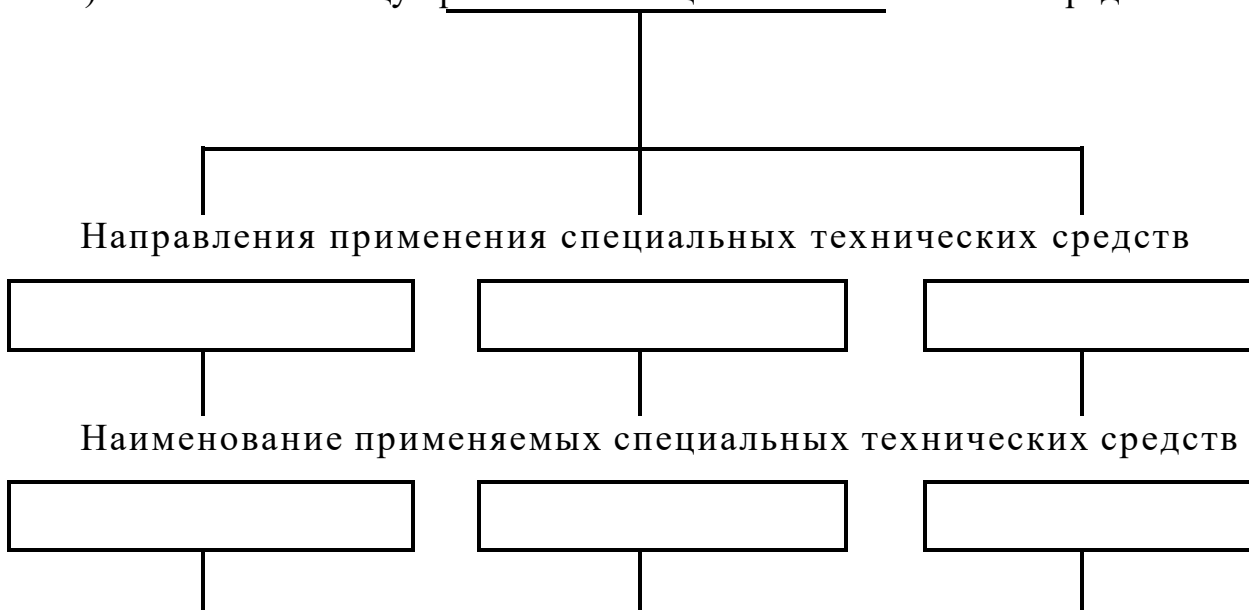 Направления применения специальных технических средств
Наименование применяемых специальных технических средств